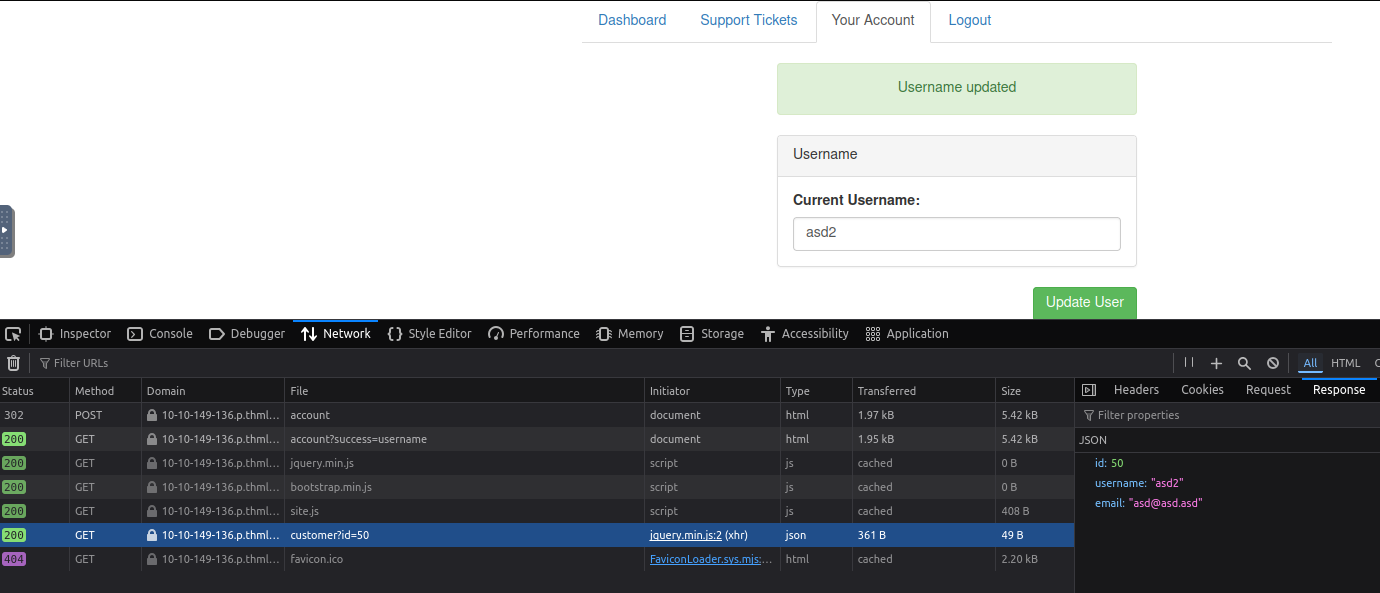 Dashboard Support Tickets Your Account Logout
Username updated
Username
Current Username:
asd2
Update User
Inspector Console Debugger Network Style Editor Performance Memory Storage Accessibility Application
Filter URLs All HTML
Status Method Domain File Initiator Type Transferred Size
302 POST 10-10-149-136.p.thml... account document html 1.97 kB 5.42 kB
200 GET 10-10-149-136.p.thml... account?success=username document html 1.95 kB 5.42 kB
200 GET 10-10-149-136.p.thml... jquery.min.js script js cached 0 B
200 GET 10-10-149-136.p.thml... bootstrap.min.js script js cached 0 B
200 GET 10-10-149-136.p.thml... site.js script js cached 408 B
200 GET 10-10-149-136.p.thml... customer?id=50 jquery.min.js:2 (xhr) json 361 B 49 B
404 GET 10-10-149-136.p.thml... favicon.ico FaviconLoader.sys.mjs:... html cached 2.20 kB
Headers Cookies Request Response
Filter properties
JSON
id: 50
username: "asd2"
email: "asd@asd.asd"